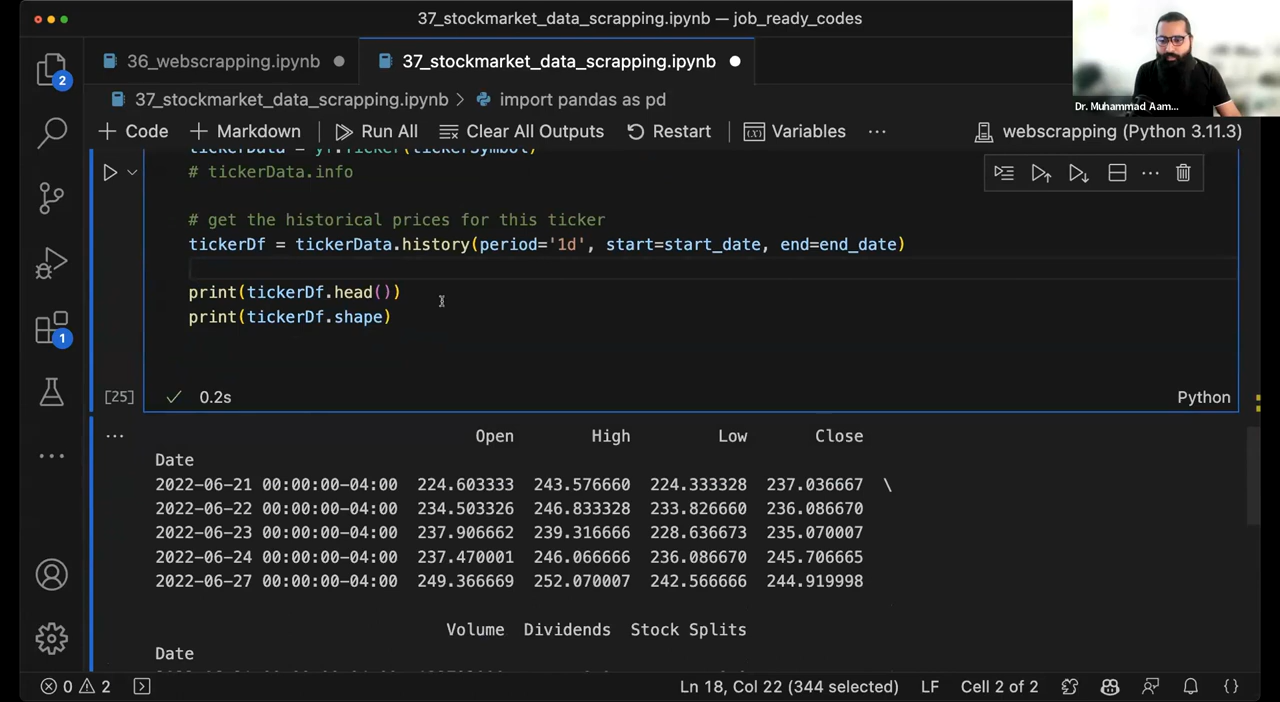 37_stockmarket_data_scrapping.ipynb — job_ready_codes
Dr. Muhammad Aam...
36_webscrapping.ipynb
37_stockmarket_data_scrapping.ipynb
37_stockmarket_data_scrapping.ipynb > import pandas as pd
+ Code + Markdown Run All Clear All Outputs Restart Variables ... webscrapping (Python 3.11.3)
tickerData = yf.Ticker(tickerSymbol)
# tickerData.info
# get the historical prices for this ticker
tickerDf = tickerData.history(period='1d', start=start_date, end=end_date)
print(tickerDf.head())
print(tickerDf.shape)
[25] ✓ 0.2s Python
Open High Low Close
Date
2022-06-21 00:00:00-04:00 224.603333 243.576660 224.333328 237.036667 \
2022-06-22 00:00:00-04:00 234.503326 246.833328 233.826660 236.086670
2022-06-23 00:00:00-04:00 237.906662 239.316666 228.636673 235.070007
2022-06-24 00:00:00-04:00 237.470001 246.066666 236.086670 245.706665
2022-06-27 00:00:00-04:00 249.366669 252.070007 242.566666 244.919998
Volume Dividends Stock Splits
Date
2
1
0 2 Ln 18, Col 22 (344 selected) LF Cell 2 of 2 {}